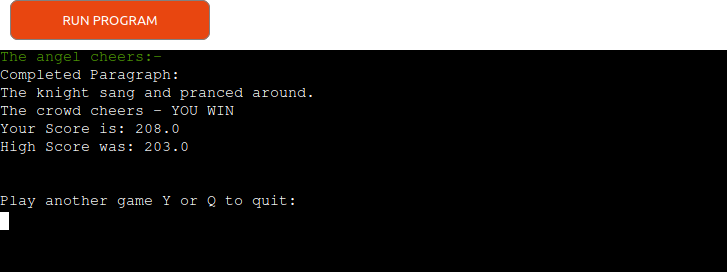 RUN PROGRAM
The angel cheers:-
Completed Paragraph:
The knight sang and pranced around.
The crowd cheers - YOU WIN
Your Score is: 208.0
High Score was: 203.0
Play another game Y or Q to quit: